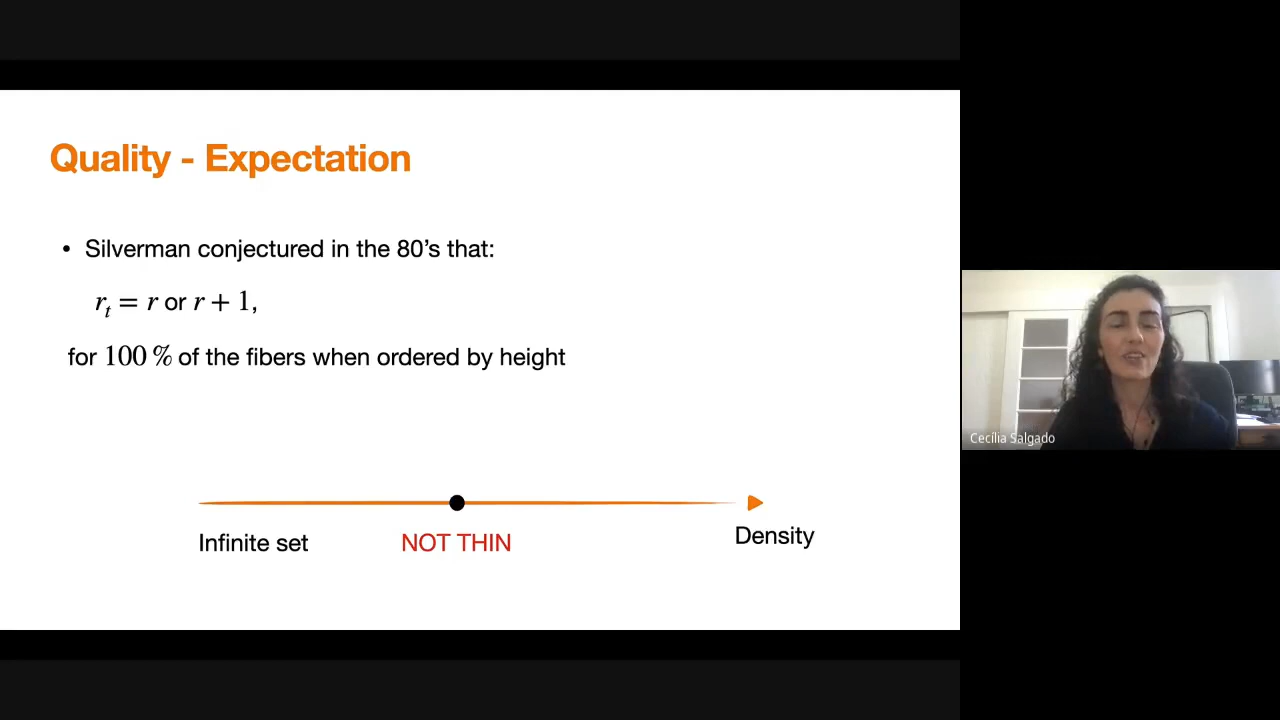 Quality - Expectation
• Silverman conjectured in the 80’s that:
r_t = r or r + 1,
for 100 % of the fibers when ordered by height
Infinite set
NOT THIN
Density
Cecília Salgado